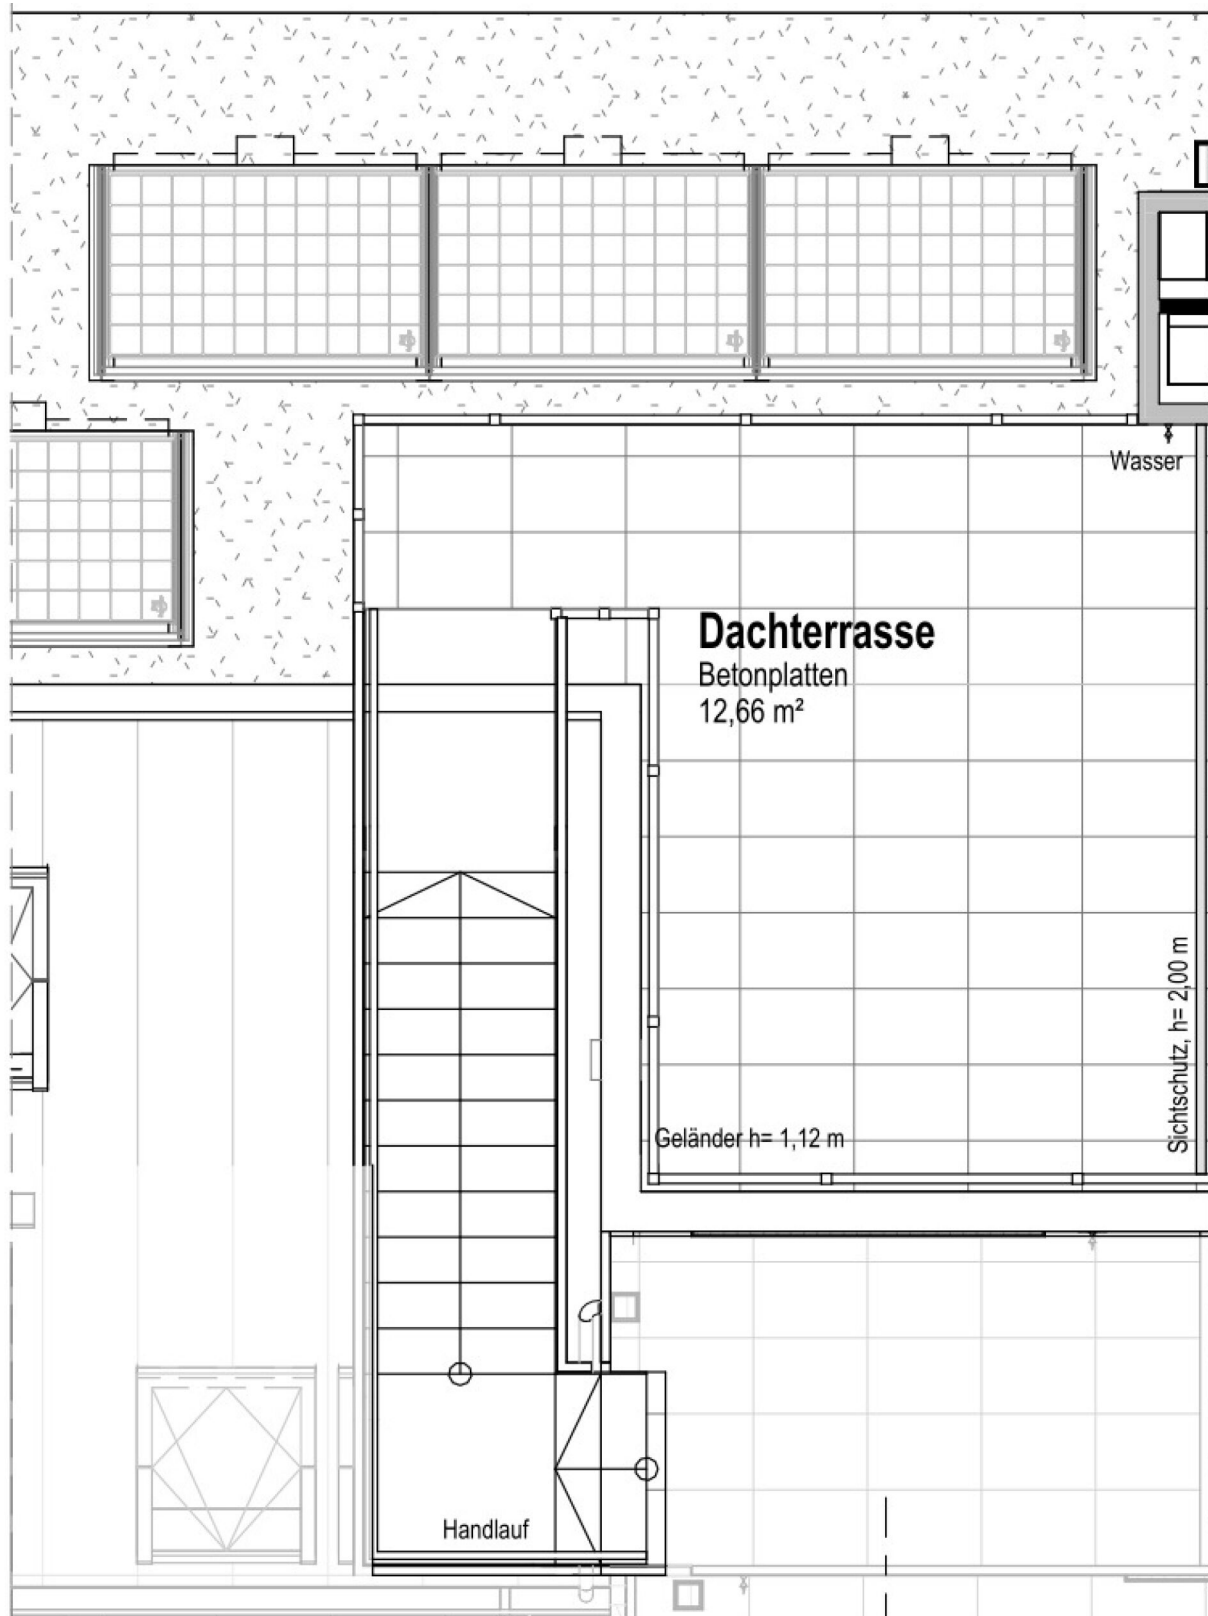 Wasser
Dachterrasse
Betonplatten
12,66 m²
Sichtschutz, h= 2,00 m
Geländer h= 1,12 m
Handlauf